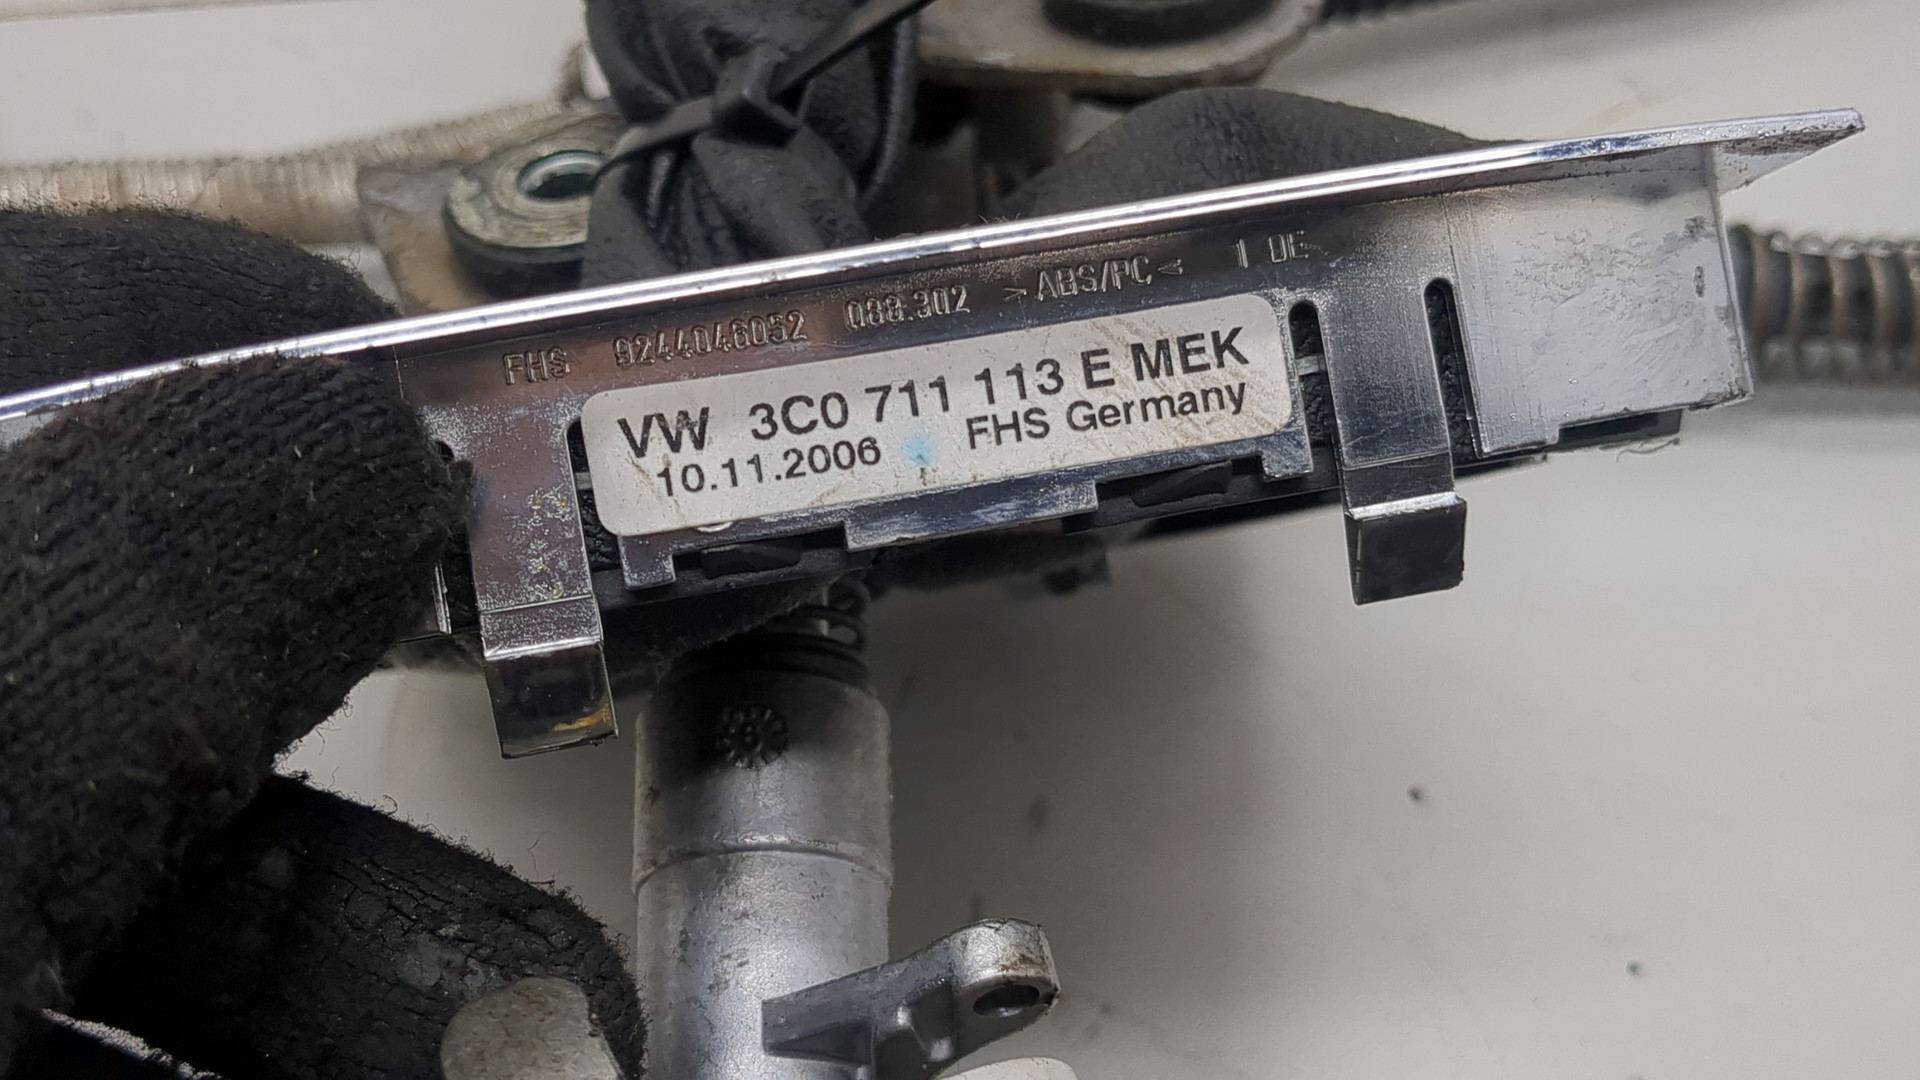 FHS 9244046052 088.302 >ABS/PC< 1 DE
VW 3C0 711 113 E MEK
10.11.2006 FHS Germany